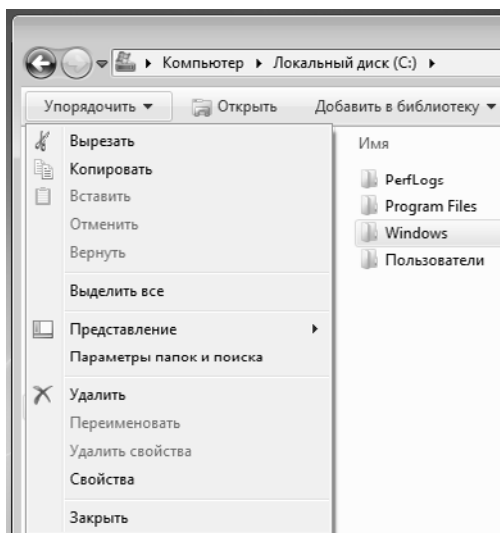 Компьютер Локальный диск (C:)
Упорядочить Открыть Добавить в библиотеку
Вырезать
Копировать
Вставить
Отменить
Вернуть
Выделить все
Представление
Параметры папок и поиска
Удалить
Переименовать
Удалить свойства
Свойства
Закрыть
Имя
PerfLogs
Program Files
Windows
Пользователи